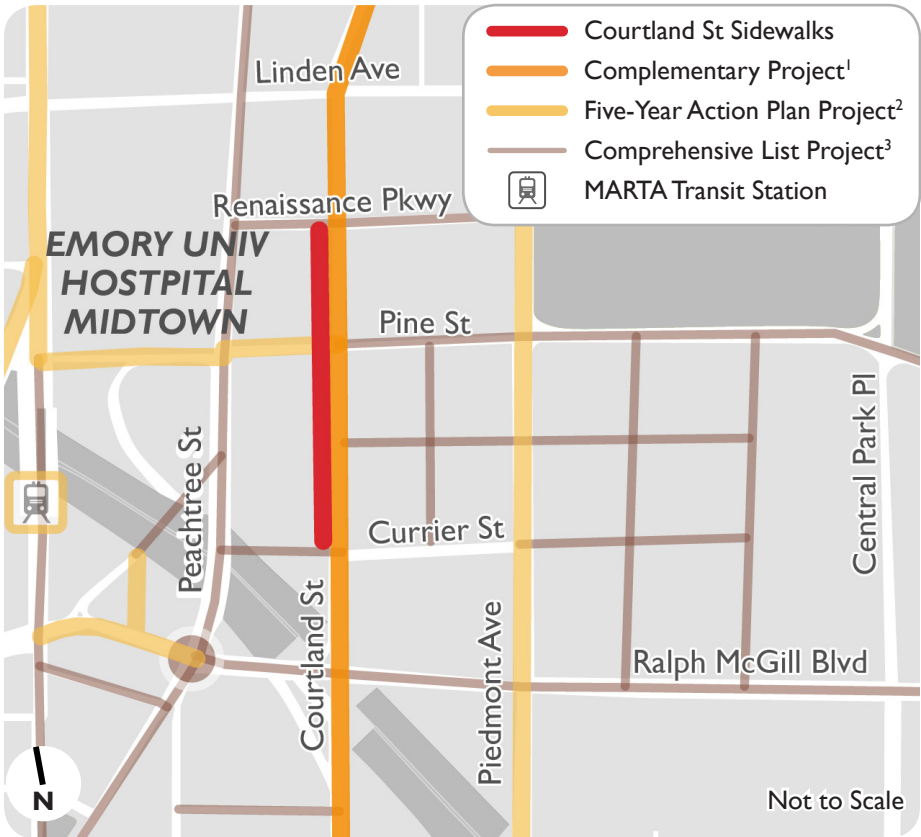 Courtland St Sidewalks
Complementary Project¹
Five-Year Action Plan Project²
Comprehensive List Project³
MARTA Transit Station
Linden Ave
Renaissance Pkwy
EMORY UNIV
HOSTPITAL
MIDTOWN
Pine St
Peachtree St
Central Park Pl
Currier St
Courtland St
Piedmont Ave
Ralph McGill Blvd
N
Not to Scale